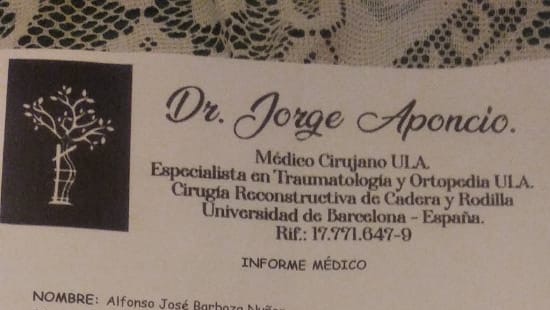 Dr. Jorge Aponcio.
Médico Cirujano ULA.
Especialista en Traumatología y Ortopedia ULA.
Cirugía Reconstructiva de Cadera y Rodilla
Universidad de Barcelona - España.
Rif.: 17.771.647-9
INFORME MÉDICO
NOMBRE: Alfonso José Barboza